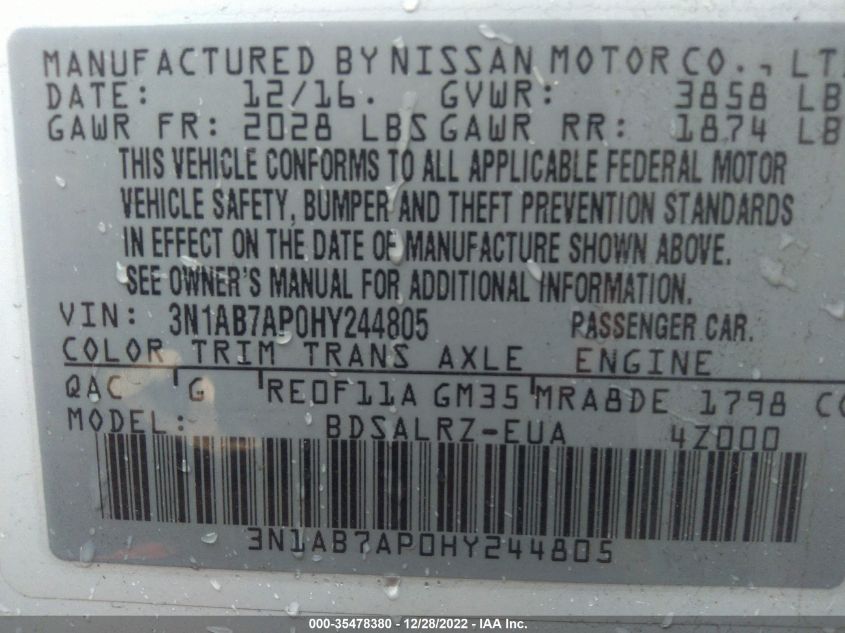 MANUFACTURED BY NISSAN MOTOR CO., LT
DATE: 12/16. GVWR: 3858 LB
GAWR FR: 2028 LBS GAWR RR: 1874 LB
THIS VEHICLE CONFORMS TO ALL APPLICABLE FEDERAL MOTOR
VEHICLE SAFETY, BUMPER AND THEFT PREVENTION STANDARDS
IN EFFECT ON THE DATE OF MANUFACTURE SHOWN ABOVE.
SEE OWNER'S MANUAL FOR ADDITIONAL INFORMATION.
VIN: 3N1AB7AP0HY244805 PASSENGER CAR.
COLOR TRIM TRANS AXLE ENGINE
QAC G RE0F11A GM35 MRA8DE 1798 CC
MODEL: BDSALRZ-EUA 4Z000
3N1AB7AP0HY244805
000-35478380 - 12/28/2022 - IAA Inc.